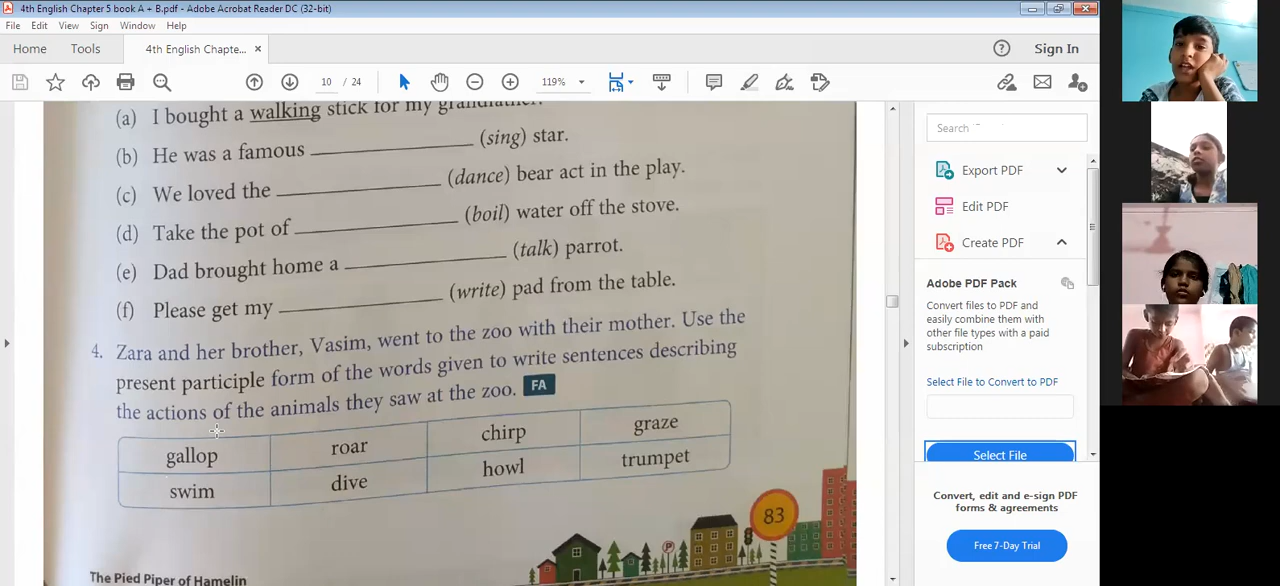 4th English Chapter 5 book A + B.pdf - Adobe Acrobat Reader DC (32-bit)
File Edit View Sign Window Help
Home Tools 4th English Chapte... × Sign In
10 / 24 119%
(a) I bought a walking stick for my grandfather.
(b) He was a famous ____________ (sing) star.
(c) We loved the ____________ (dance) bear act in the play.
(d) Take the pot of ____________ (boil) water off the stove.
(e) Dad brought home a ____________ (talk) parrot.
(f) Please get my ____________ (write) pad from the table.
4. Zara and her brother, Vasim, went to the zoo with their mother. Use the
present participle form of the words given to write sentences describing
the actions of the animals they saw at the zoo. FA
gallop roar chirp graze
swim dive howl trumpet
83
P
The Pied Piper of Hamelin
Search
Export PDF
Edit PDF
Create PDF
Adobe PDF Pack
Convert files to PDF and
easily combine them with
other file types with a paid
subscription
Select File to Convert to PDF
Select File
Convert, edit and e-sign PDF
forms & agreements
Free 7-Day Trial